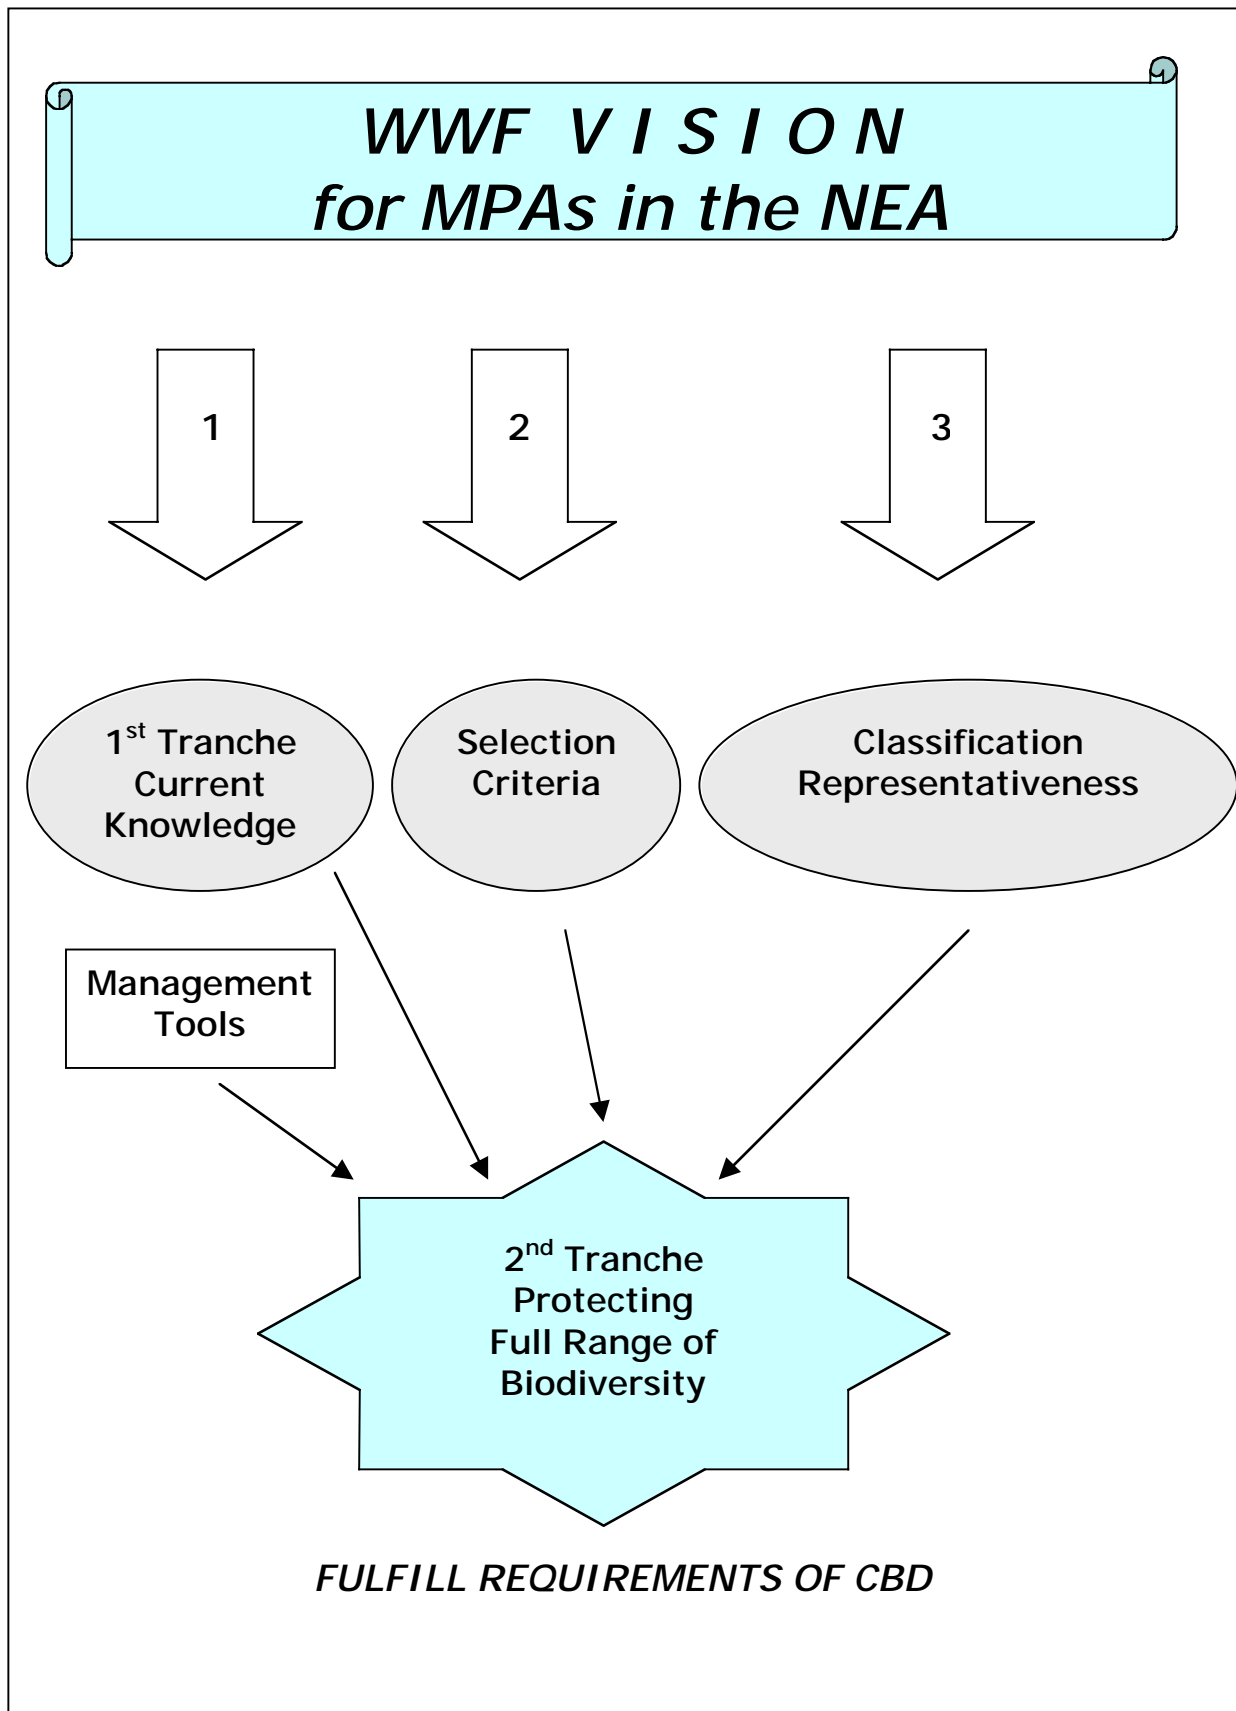 WWF V I S I O N
for MPAs in the NEA
1
2
3
1st Tranche
Current
Knowledge
Selection
Criteria
Classification
Representativeness
Management
Tools
2nd Tranche
Protecting
Full Range of
Biodiversity
FULFILL REQUIREMENTS OF CBD